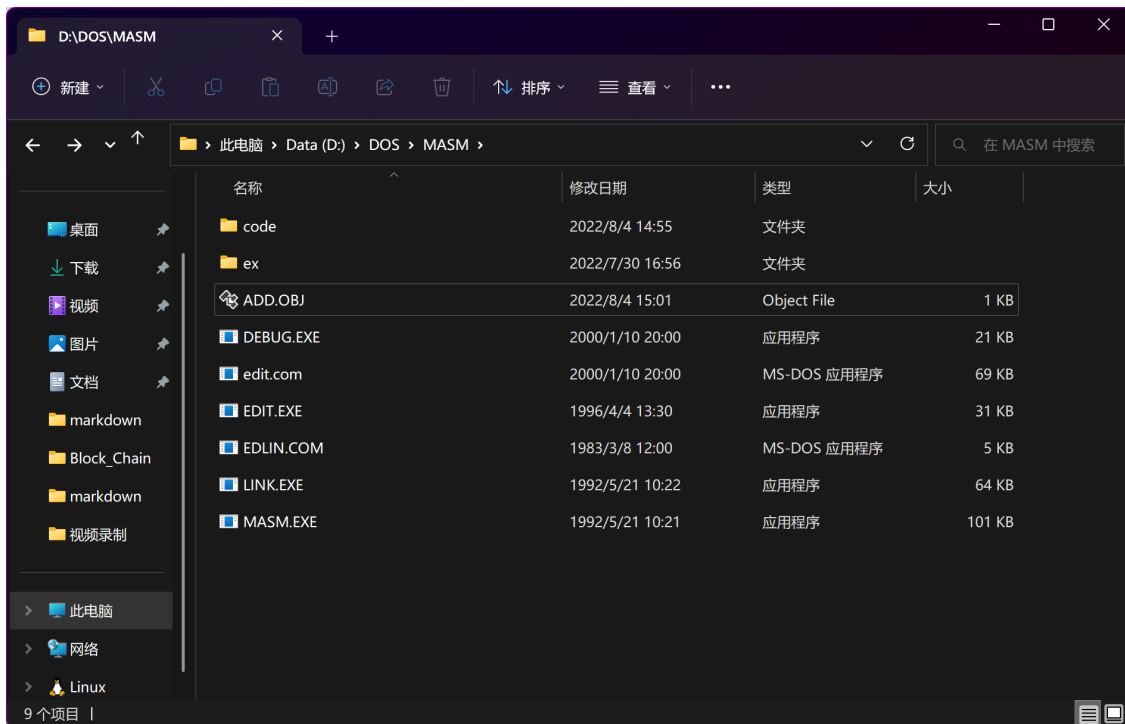 D:\DOS\MASM
新建
排序
查看
此电脑 > Data (D:) > DOS > MASM >
在 MASM 中搜索
名称 修改日期 类型 大小
桌面
下载
视频
图片
文档
markdown
Block_Chain
markdown
视频录制
此电脑
网络
Linux
code 2022/8/4 14:55 文件夹
ex 2022/7/30 16:56 文件夹
ADD.OBJ 2022/8/4 15:01 Object File 1 KB
DEBUG.EXE 2000/1/10 20:00 应用程序 21 KB
edit.com 2000/1/10 20:00 MS-DOS 应用程序 69 KB
EDIT.EXE 1996/4/4 13:30 应用程序 31 KB
EDLIN.COM 1983/3/8 12:00 MS-DOS 应用程序 5 KB
LINK.EXE 1992/5/21 10:22 应用程序 64 KB
MASM.EXE 1992/5/21 10:21 应用程序 101 KB
9 个项目